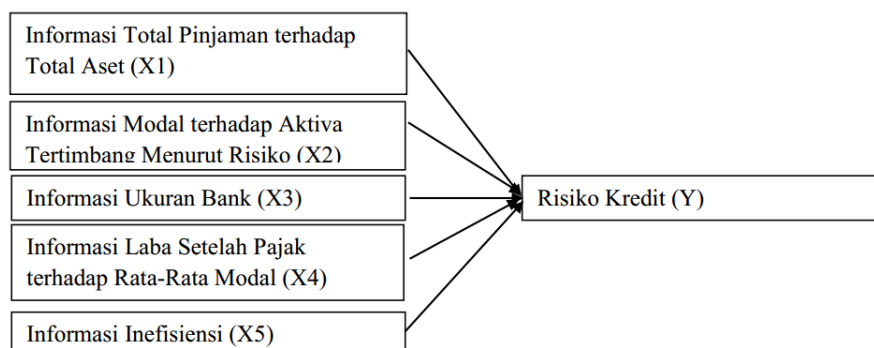 Informasi Total Pinjaman terhadap
Total Aset (X1)
Informasi Modal terhadap Aktiva
Tertimbang Menurut Risiko (X2)
Informasi Ukuran Bank (X3)
Risiko Kredit (Y)
Informasi Laba Setelah Pajak
terhadap Rata-Rata Modal (X4)
Informasi Inefisiensi (X5)